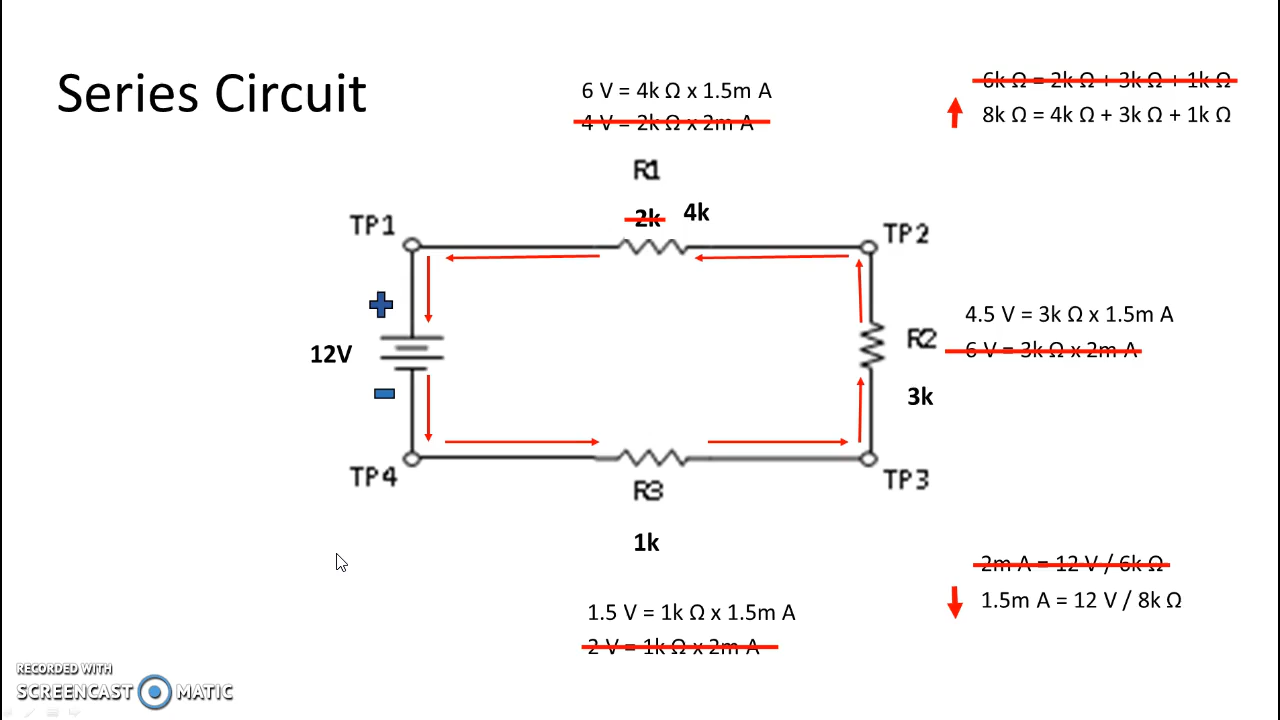 Series Circuit
6 V = 4k Ω x 1.5m A
4 V = 2k Ω x 2m A
6k Ω = 2k Ω + 3k Ω + 1k Ω
8k Ω = 4k Ω + 3k Ω + 1k Ω
R1
2k 4k
TP1
TP2
+
12V
-
4.5 V = 3k Ω x 1.5m A
R2
6 V = 3k Ω x 2m A
3k
TP4
TP3
R3
1k
2m A = 12 V / 6k Ω
1.5m A = 12 V / 8k Ω
1.5 V = 1k Ω x 1.5m A
2 V = 1k Ω x 2m A
RECORDED WITH
SCREENCAST MATIC